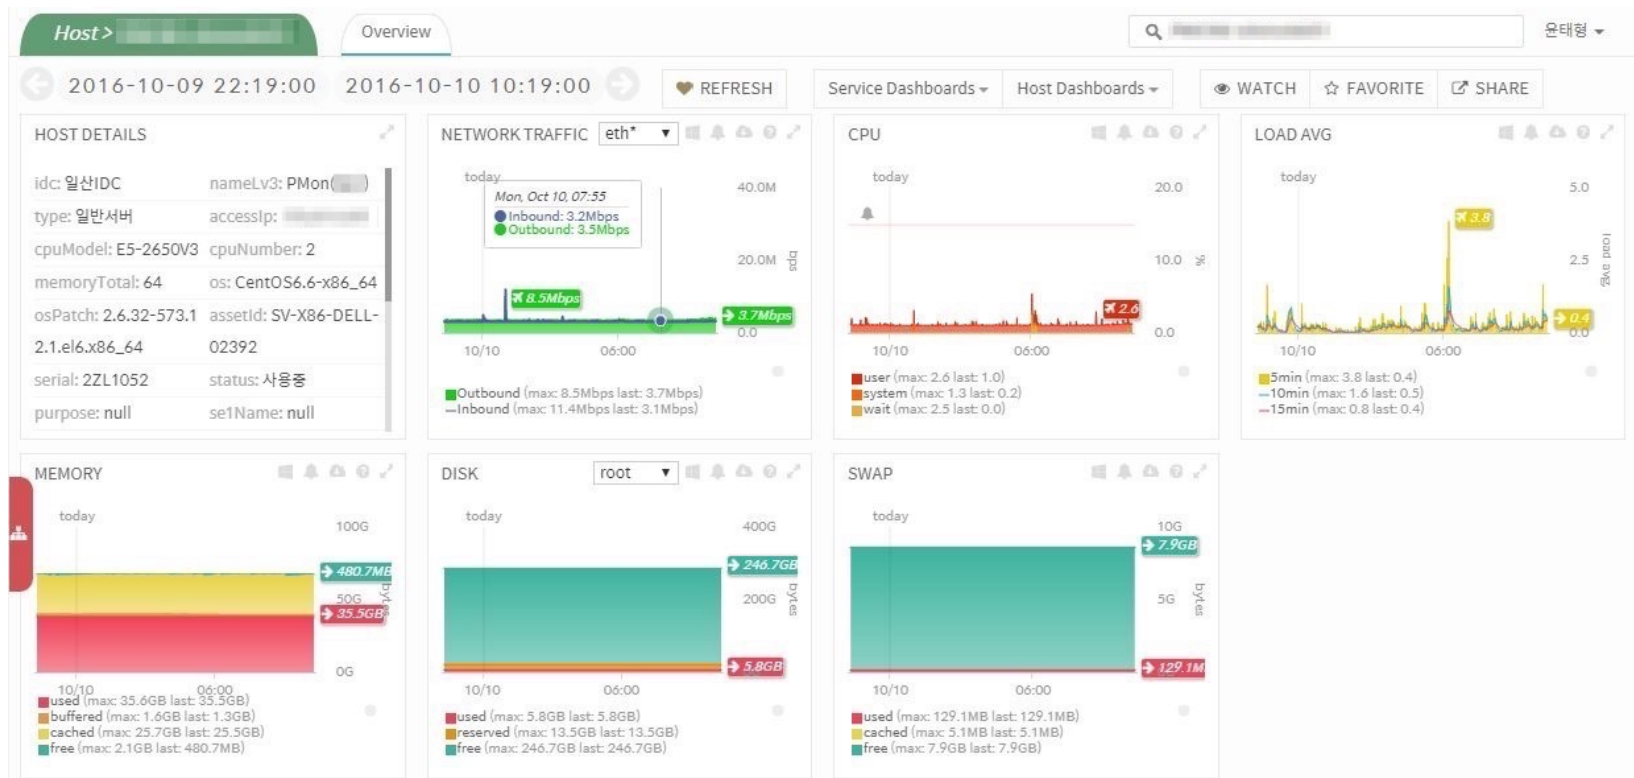 Host >
Overview
윤태형
2016-10-09 22:19:00 2016-10-10 10:19:00
REFRESH
Service Dashboards
Host Dashboards
WATCH
FAVORITE
SHARE
HOST DETAILS
idc: 일산IDC nameLv3: PMon( )
type: 일반서버 accessIp:
cpuModel: E5-2650V3 cpuNumber: 2
memoryTotal: 64 os: CentOS6.6-x86_64
osPatch: 2.6.32-573.1 assetId: SV-X86-DELL-
2.1.el6.x86_64 02392
serial: 2ZL1052 status: 사용중
purpose: null se1Name: null
NETWORK TRAFFIC eth*
today
40.0M
Mon, Oct 10, 07:55
Inbound: 3.2Mbps
Outbound: 3.5Mbps
20.0M bps
8.5Mbps
3.7Mbps
0.0
10/10 06:00
Outbound (max: 8.5Mbps last: 3.7Mbps)
Inbound (max: 11.4Mbps last: 3.1Mbps)
CPU
today
20.0
10.0 %
2.6
0.0
10/10 06:00
user (max: 2.6 last: 1.0)
system (max: 1.3 last: 0.2)
wait (max: 2.5 last: 0.0)
LOAD AVG
today
5.0
3.8
2.5 load avg.
0.4
0.0
10/10 06:00
5min (max: 3.8 last: 0.4)
10min (max: 1.6 last: 0.5)
15min (max: 0.8 last: 0.4)
MEMORY
today
100G
480.7MB
50G bytes
35.5GB
0G
10/10 06:00
used (max: 35.6GB last: 35.5GB)
buffered (max: 1.6GB last: 1.3GB)
cached (max: 25.7GB last: 25.5GB)
free (max: 2.1GB last: 480.7MB)
DISK root
today
400G
246.7GB
200G bytes
5.8GB
10/10 06:00
used (max: 5.8GB last: 5.8GB)
reserved (max: 13.5GB last: 13.5GB)
free (max: 246.7GB last: 246.7GB)
SWAP
today
10G
7.9GB
5G bytes
129.1M
10/10 06:00
used (max: 129.1MB last: 129.1MB)
cached (max: 5.1MB last: 5.1MB)
free (max: 7.9GB last: 7.9GB)